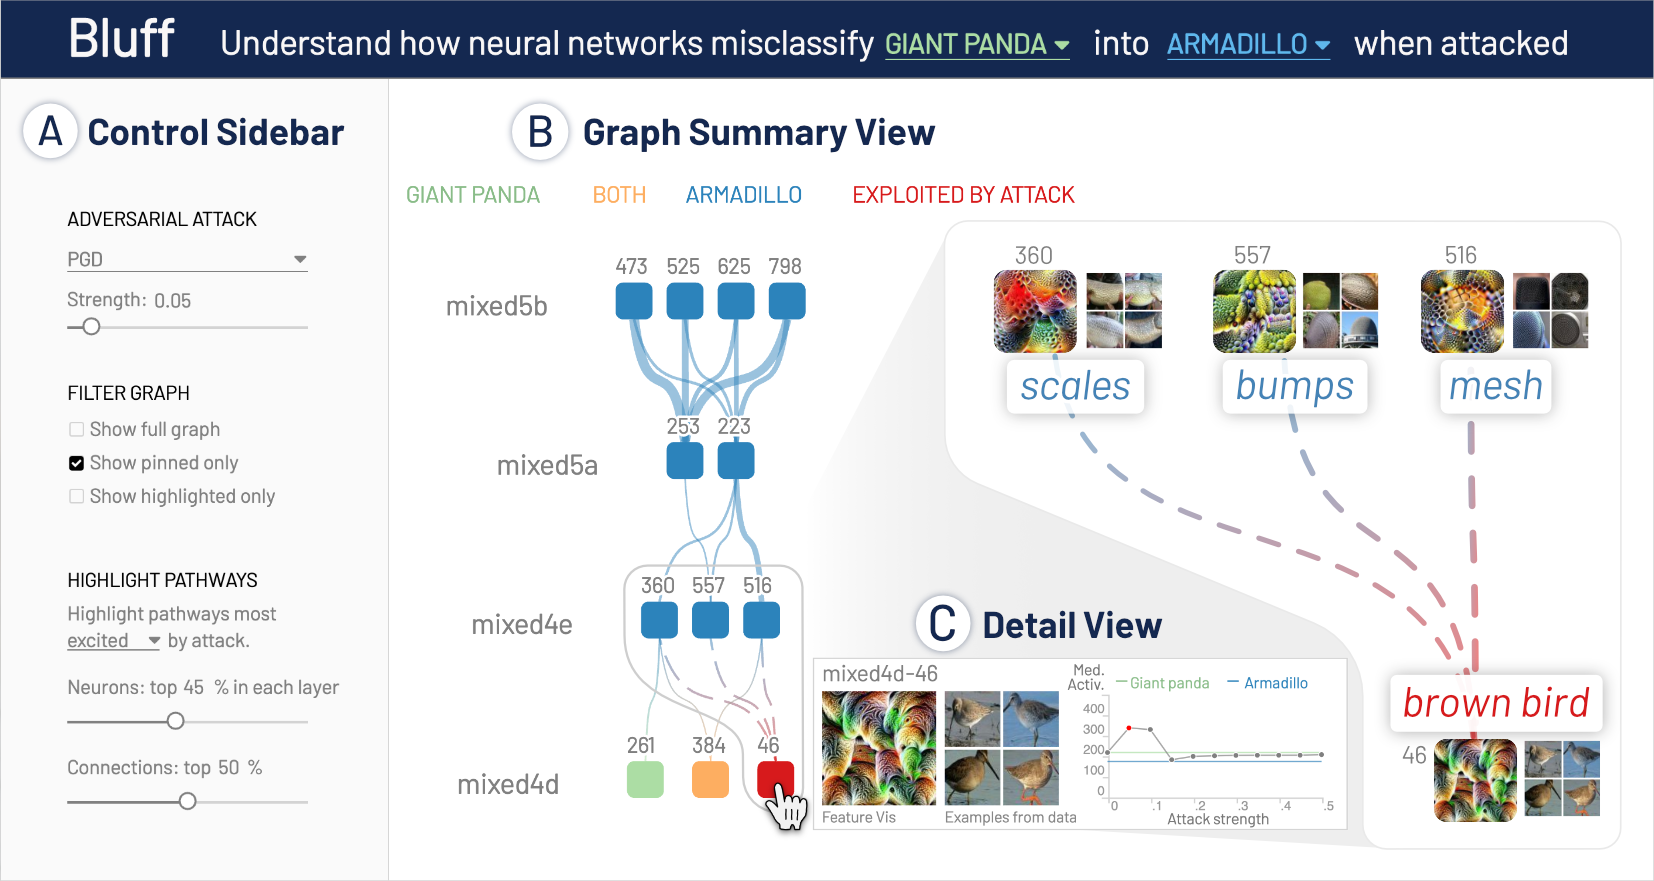 Bluff
Understand how neural networks misclassify GIANT PANDA into ARMADILLO when attacked
A Control Sidebar
ADVERSARIAL ATTACK
PGD
Strength: 0.05
FILTER GRAPH
Show full graph
Show pinned only
Show highlighted only
HIGHLIGHT PATHWAYS
Highlight pathways most
excited by attack.
Neurons: top 45 % in each layer
Connections: top 50 %
B Graph Summary View
GIANT PANDA BOTH ARMADILLO EXPLOITED BY ATTACK
473 525 625 798
mixed5b
253 223
mixed5a
360 557 516
mixed4e
261 384 46
mixed4d
360 557 516
scales bumps mesh
brown bird
46
C Detail View
mixed4d-46
Feature Vis
Examples from data
Med.
Activ.
Giant panda Armadillo
400
300
200
100
0
0 .1 .2 .3 .4 .5
Attack strength